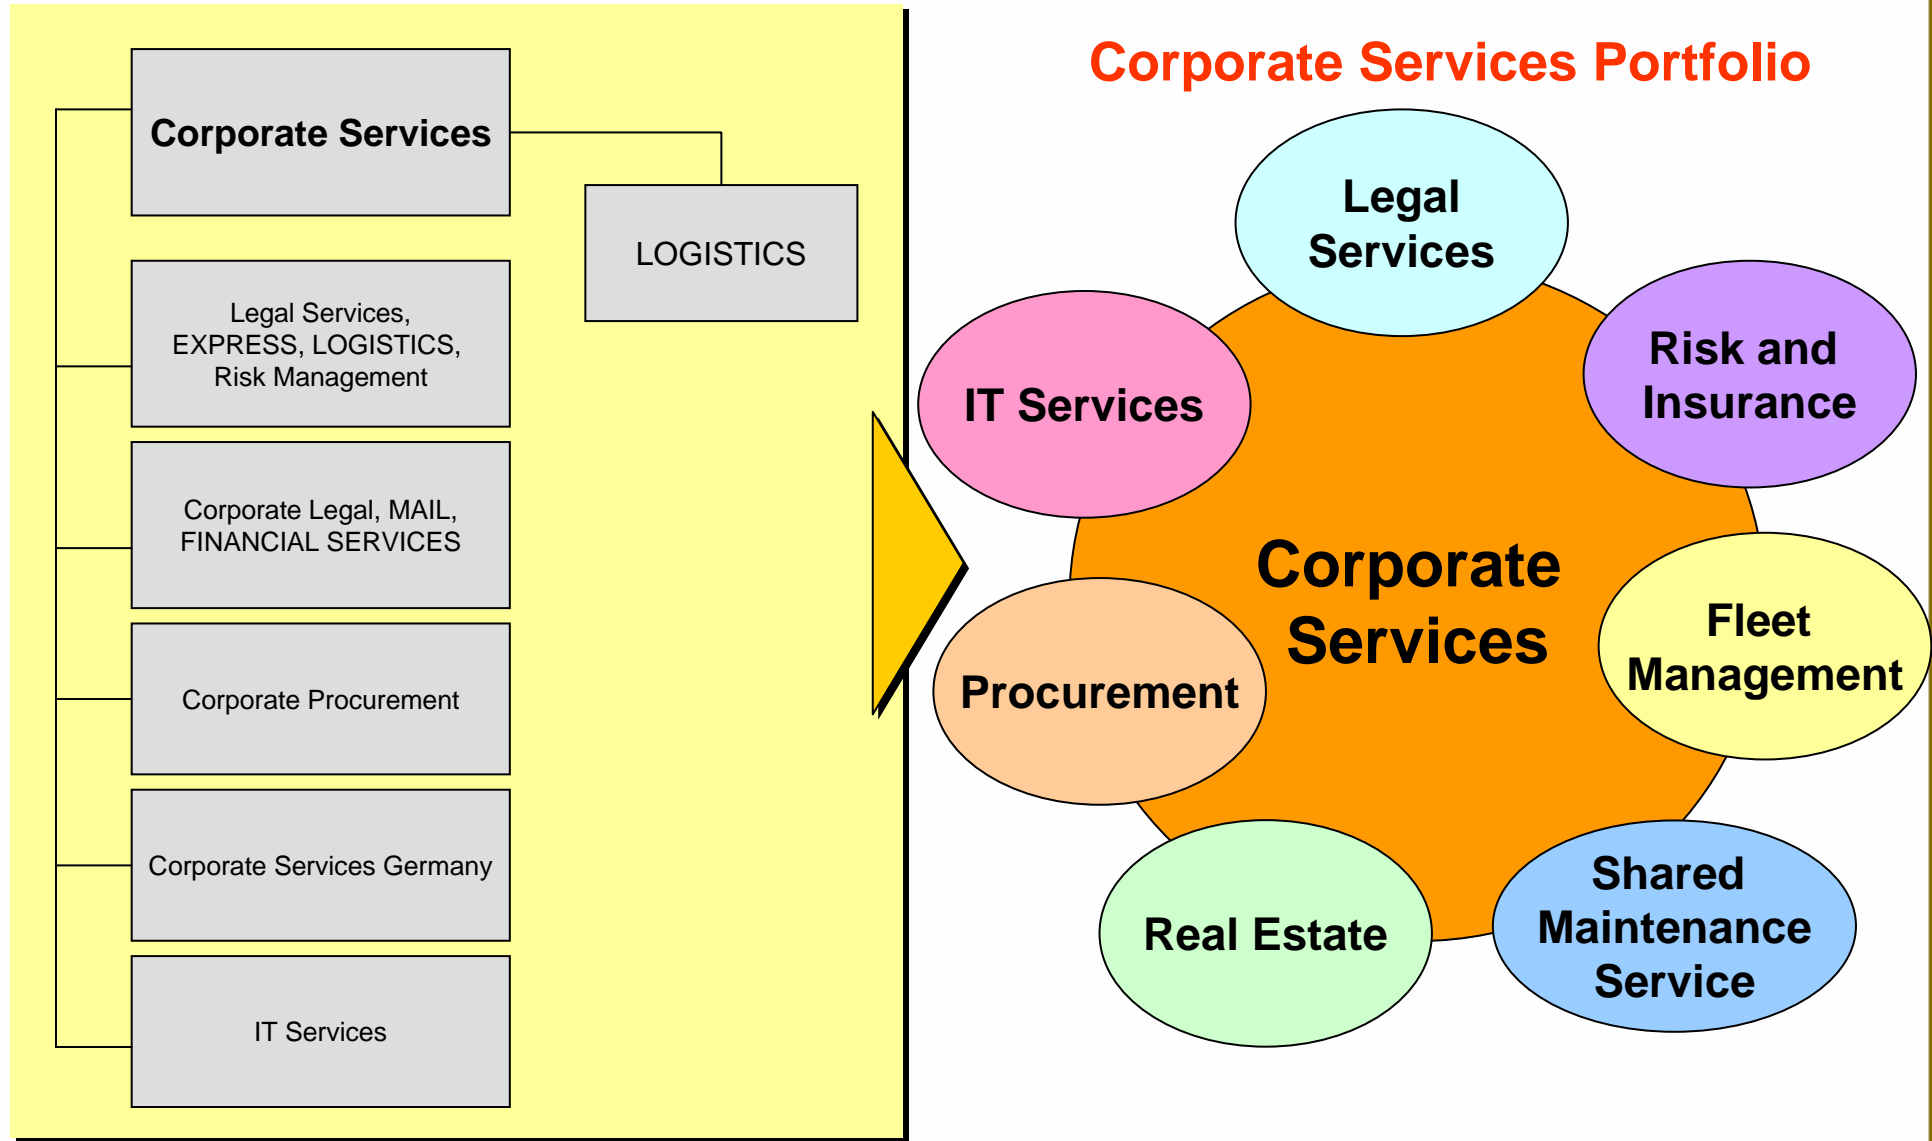 Corporate Services
LOGISTICS
Legal Services,
EXPRESS, LOGISTICS,
Risk Management
Corporate Legal, MAIL,
FINANCIAL SERVICES
Corporate Procurement
Corporate Services Germany
IT Services
Corporate Services Portfolio
Legal
Services
Risk and
Insurance
IT Services
Corporate
Services
Fleet
Management
Procurement
Shared
Maintenance
Service
Real Estate